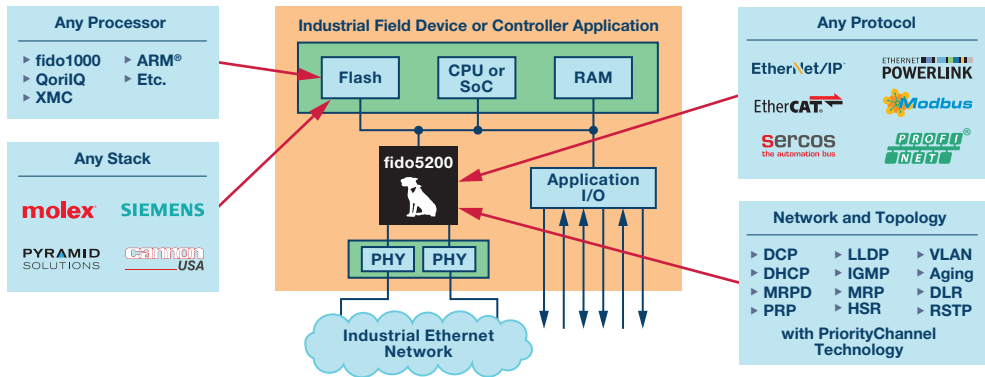 Any Processor
fido1000
QorilQ
XMC
ARM®
Etc.
Any Stack
molex®
SIEMENS
PYRAMID
SOLUTIONS
cannon
USA
Industrial Field Device or Controller Application
Flash
CPU or
SoC
RAM
fido5200
Application
I/O
PHY
PHY
Industrial Ethernet
Network
Any Protocol
EtherNet/IP
ETHERNET
POWERLINK
EtherCAT®
Modbus
sercos
the automation bus
PROFI
NET®
Network and Topology
DCP
DHCP
MRPD
PRP
LLDP
IGMP
MRP
HSR
VLAN
Aging
DLR
RSTP
with PriorityChannel
Technology